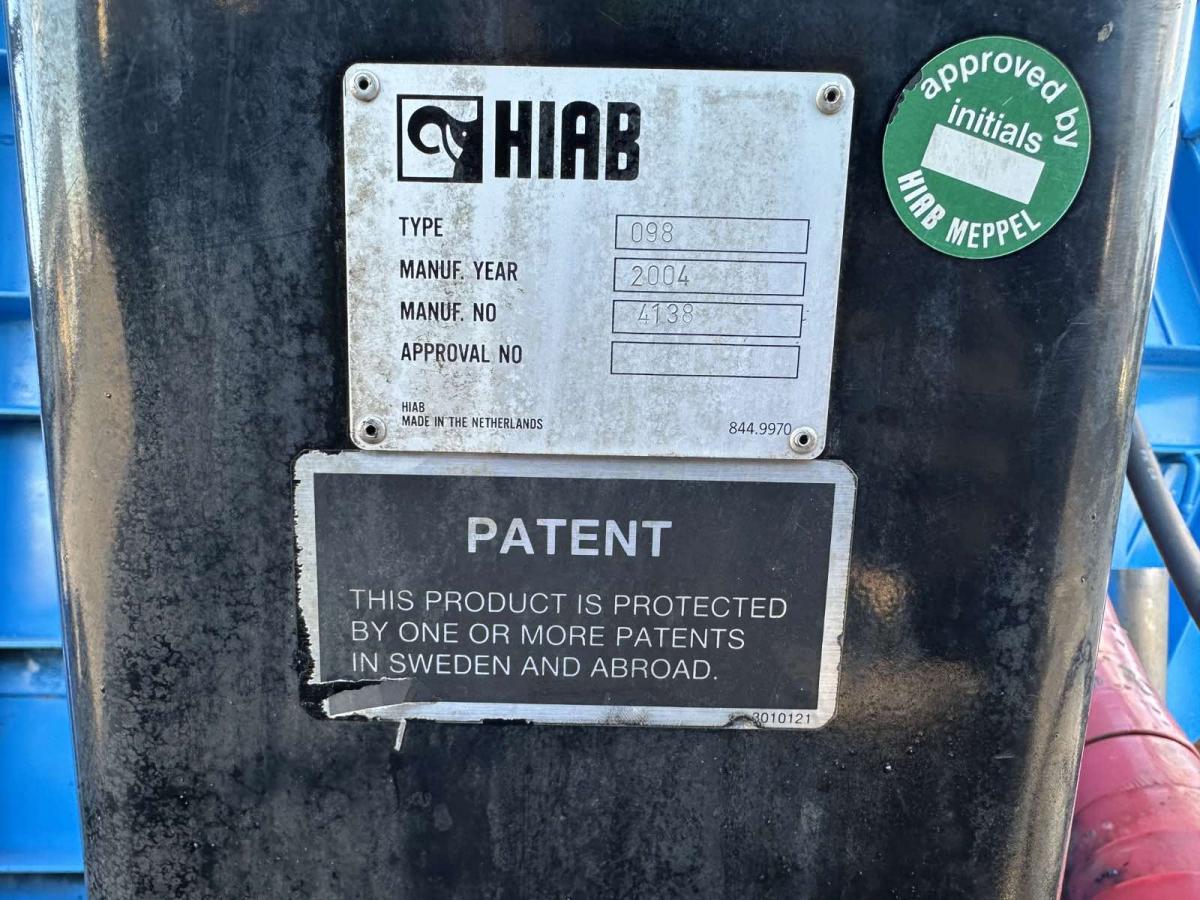 HIAB
TYPE 098
MANUF. YEAR 2004
MANUF. NO 4138
APPROVAL NO
HIAB
MADE IN THE NETHERLANDS
844.9970
approved by
initials
HIAB MEPPEL
PATENT
THIS PRODUCT IS PROTECTED
BY ONE OR MORE PATENTS
IN SWEDEN AND ABROAD.
3010121